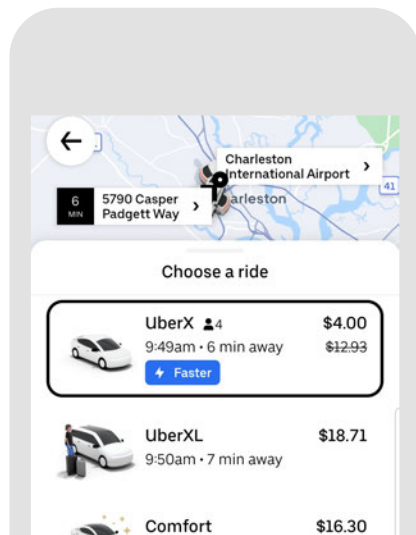 Charleston
International Airport
41
6
MIN
5790 Casper
Padgett Way
arleston
Choose a ride
UberX 4
$4.00
9:49am · 6 min away
$12.93
Faster
UberXL
$18.71
9:50am · 7 min away
Comfort
$16.30